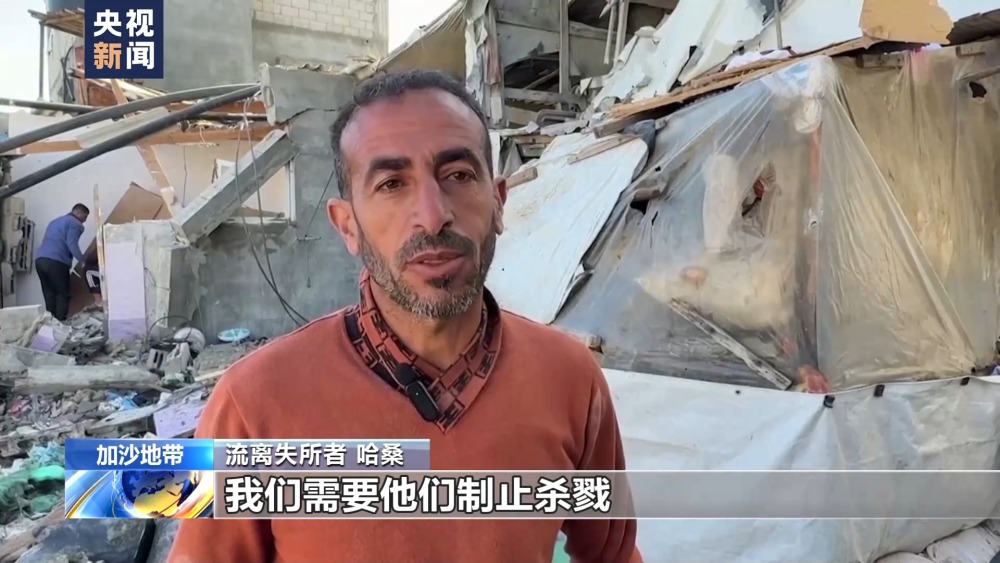 央视
新闻
加沙地带
流离失所者 哈桑
我们需要他们制止杀戮